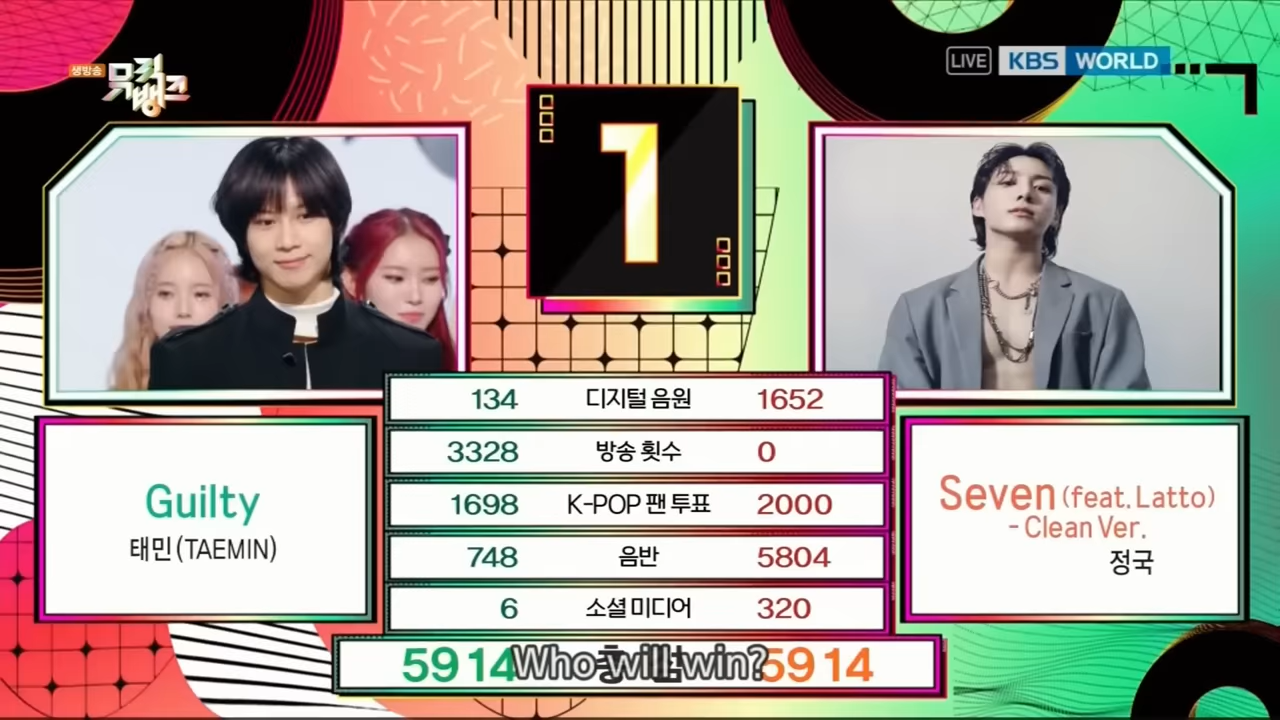 생방송
뮤직
뱅크
LIVE KBS WORLD
1
134 디지털 음원 1652
3328 방송 횟수 0
1698 K-POP 팬 투표 2000
748 음반 5804
6 소셜 미디어 320
Guilty
태민 (TAEMIN)
Seven (feat. Latto)
- Clean Ver.
정국
5914 5914
Who will win?